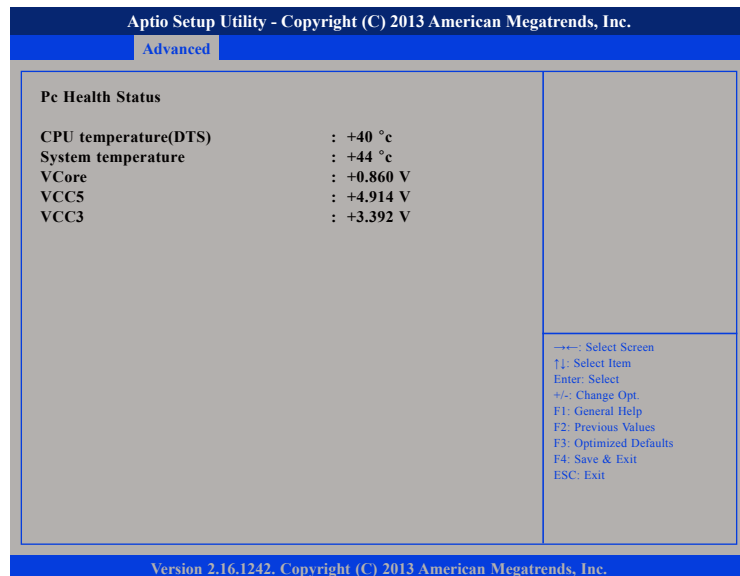 Aptio Setup Utility - Copyright (C) 2013 American Megatrends, Inc.
Advanced
Pc Health Status
CPU temperature(DTS) : +40 °c
System temperature : +44 °c
VCore : +0.860 V
VCC5 : +4.914 V
VCC3 : +3.392 V
→←: Select Screen
↑↓: Select Item
Enter: Select
+/-: Change Opt.
F1: General Help
F2: Previous Values
F3: Optimized Defaults
F4: Save & Exit
ESC: Exit
Version 2.16.1242. Copyright (C) 2013 American Megatrends, Inc.